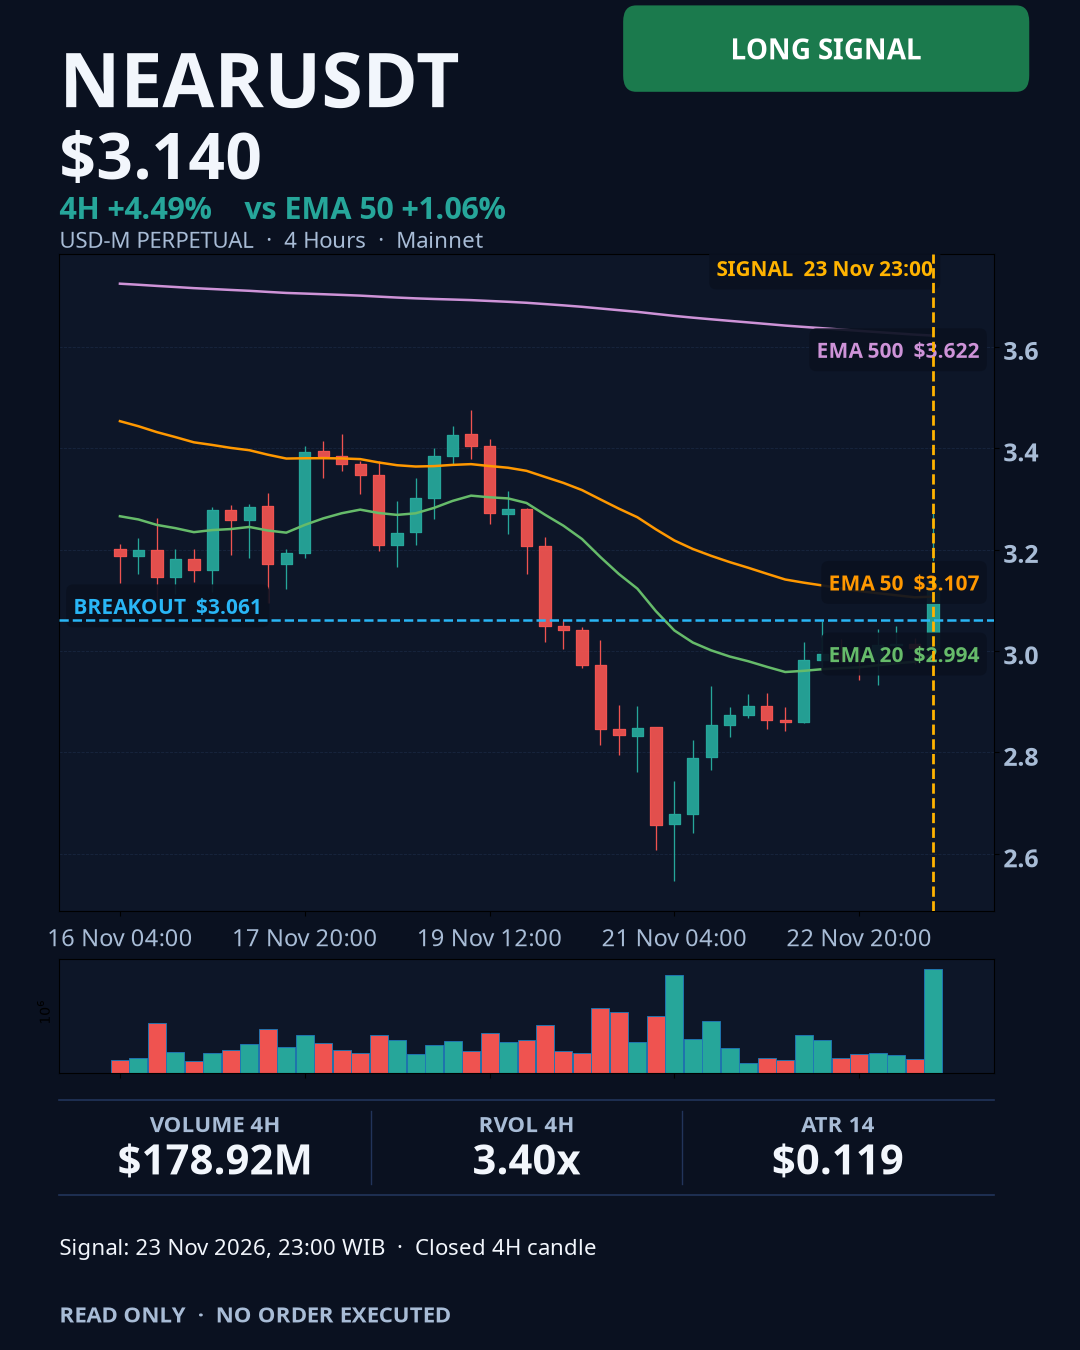 LONG SIGNAL
NEARUSDT
$3.140
4H +4.49% vs EMA 50 +1.06%
USD-M PERPETUAL · 4 Hours · Mainnet
SIGNAL 23 Nov 23:00
EMA 500 $3.622
3.6
3.4
3.2
EMA 50 $3.107
BREAKOUT $3.061
EMA 20 $2.994
3.0
2.8
2.6
16 Nov 04:00 17 Nov 20:00 19 Nov 12:00 21 Nov 04:00 22 Nov 20:00
10⁶
VOLUME 4H RVOL 4H ATR 14
$178.92M 3.40x $0.119
Signal: 23 Nov 2026, 23:00 WIB · Closed 4H candle
READ ONLY · NO ORDER EXECUTED